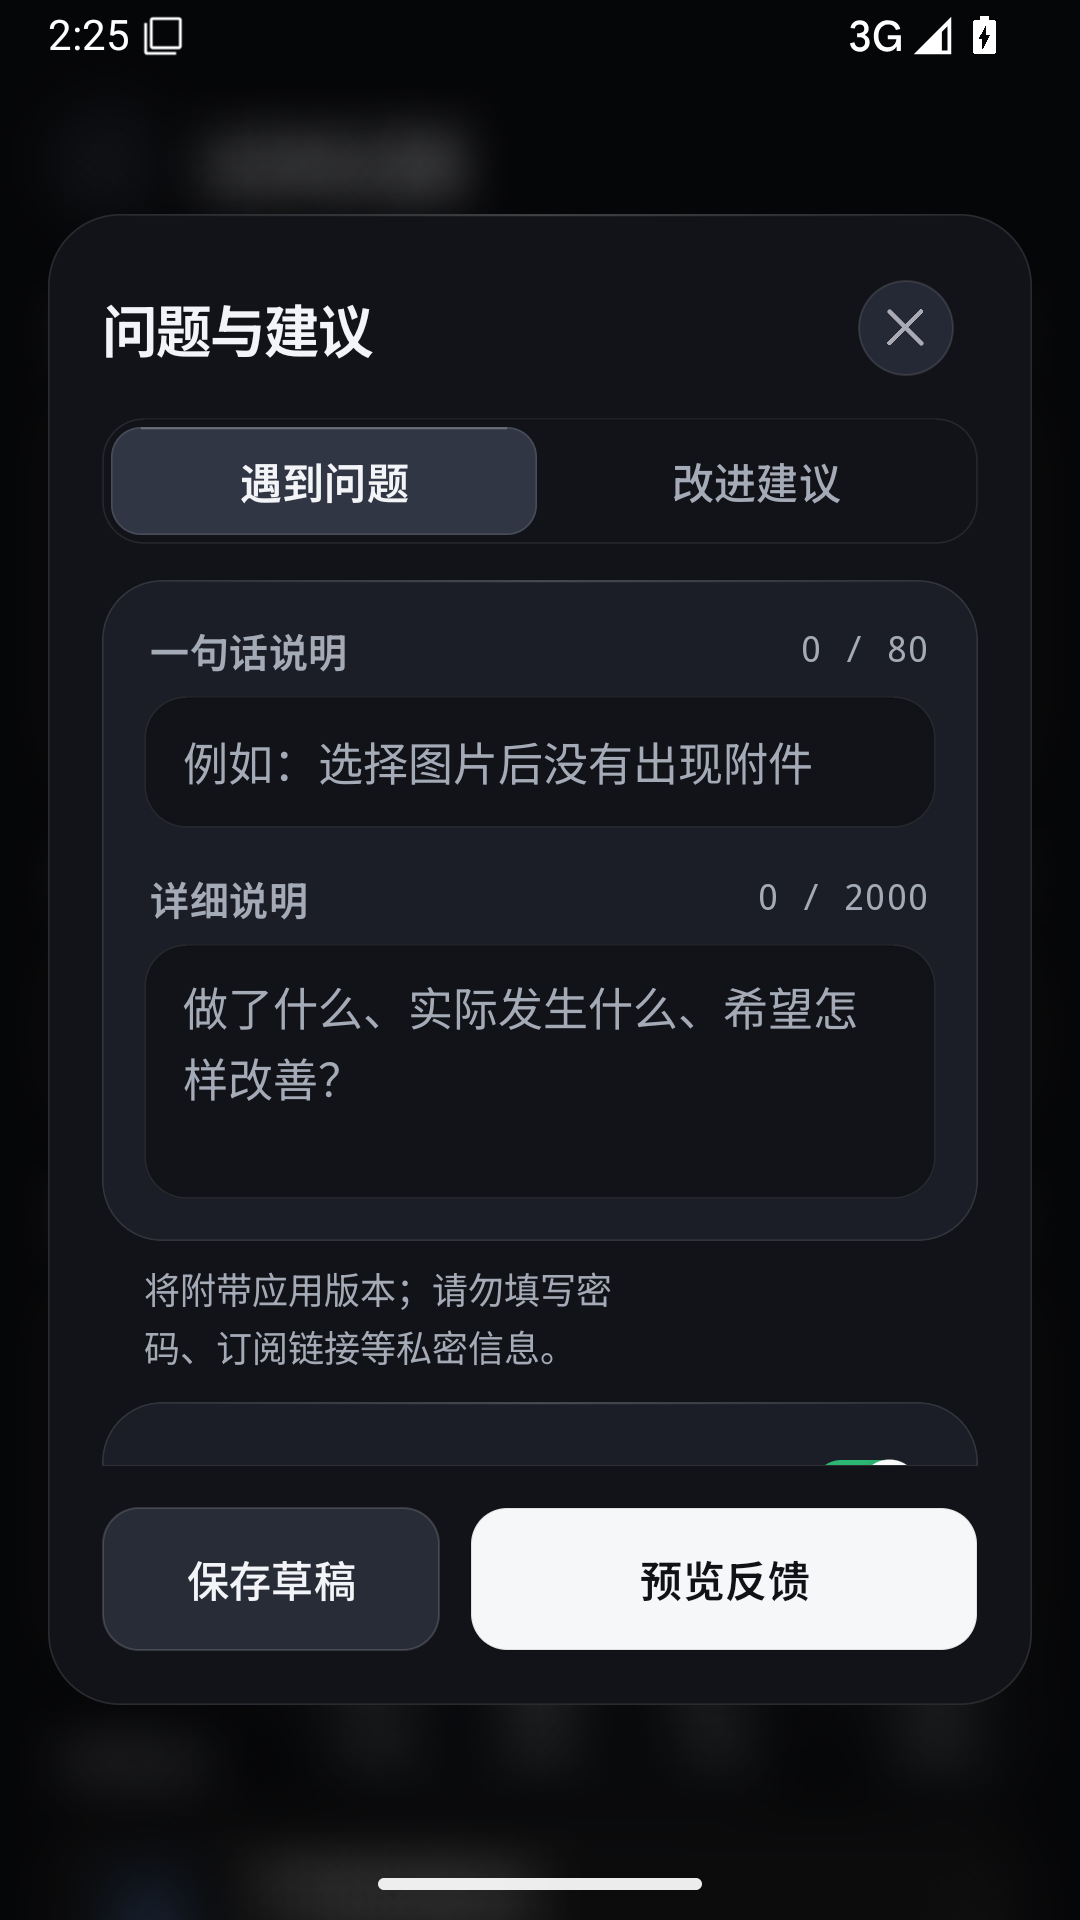 2:25 3G
问题与建议
遇到问题 改进建议
一句话说明 0 / 80
例如：选择图片后没有出现附件
详细说明 0 / 2000
做了什么、实际发生什么、希望怎
样改善？
将附带应用版本；请勿填写密
码、订阅链接等私密信息。
保存草稿 预览反馈